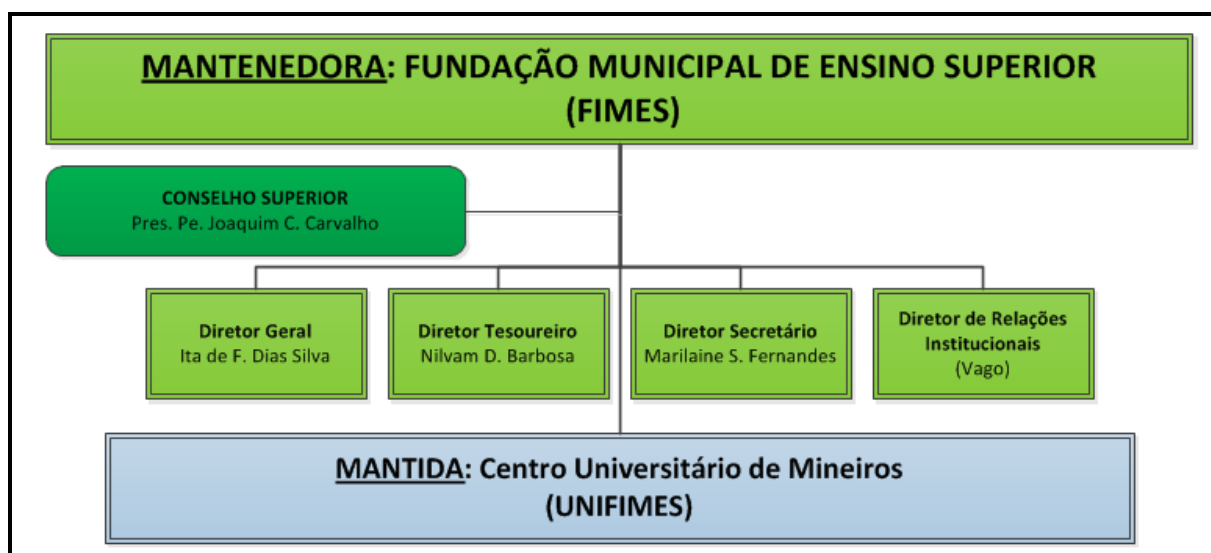 MANTENEDORA: FUNDAÇÃO MUNICIPAL DE ENSINO SUPERIOR
(FIMES)
CONSELHO SUPERIOR
Pres. Pe. Joaquim C. Carvalho
Diretor Geral
Ita de F. Dias Silva
Diretor Tesoureiro
Nilvam D. Barbosa
Diretor Secretário
Marilaine S. Fernandes
Diretor de Relações
Institucionais
(Vago)
MANTIDA: Centro Universitário de Mineiros
(UNIFIMES)